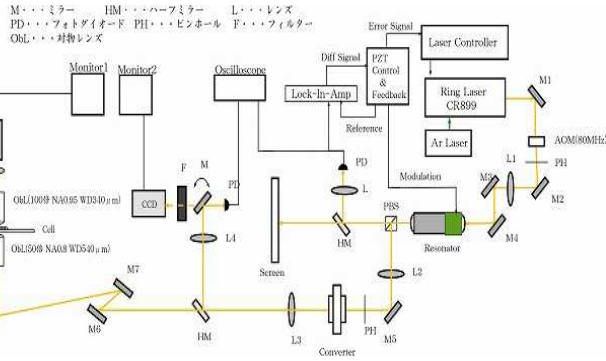 M・・・ミラー HM・・・ハーフミラー L・・・レンズ
PD・・・フォトダイオード PH・・・ピンホール F・・・フィルター
ObL・・・対物レンズ
Monitor1
Monitor2
Oscilloscope
Diff Signal
Error Signal
PZT
Control
&
Feedback
Laser Controller
Lock-In-Amp
Reference
Ring Laser
CR899
Ar Laser
M1
AOM(80MHz)
PH
M2
L1
M3
M4
Modulation
Resonator
PBS
PD
L
HM
Screen
F
M
PD
CCD
L4
ObL(100倍 NA0.95 WD340μm)
Cell
ObL(50倍 NA0.8 WD540μm)
L2
M7
M6
HM
L3
Converter
PH
M5